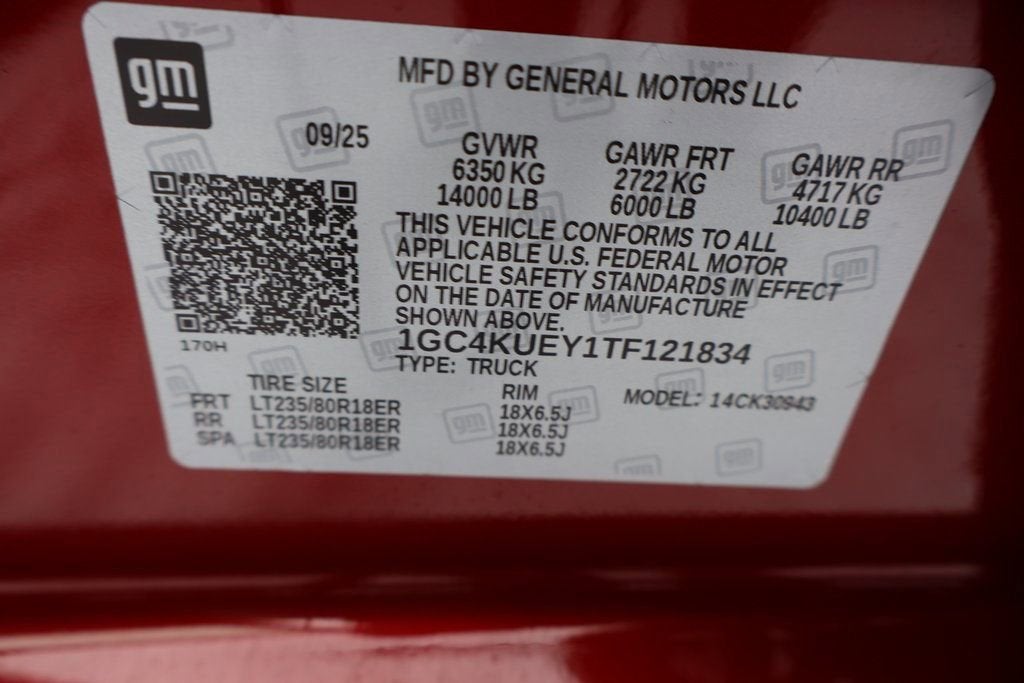 gm
MFD BY GENERAL MOTORS LLC
09/25
GVWR
6350 KG
14000 LB
GAWR FRT
2722 KG
6000 LB
GAWR RR
4717 KG
10400 LB
THIS VEHICLE CONFORMS TO ALL
APPLICABLE U.S. FEDERAL MOTOR
VEHICLE SAFETY STANDARDS IN EFFECT
ON THE DATE OF MANUFACTURE
SHOWN ABOVE.
1GC4KUEY1TF121834
TYPE: TRUCK
170H
TIRE SIZE
RIM
MODEL: 14CK30943
FRT LT235/80R18ER 18X6.5J
RR LT235/80R18ER 18X6.5J
SPA LT235/80R18ER 18X6.5J